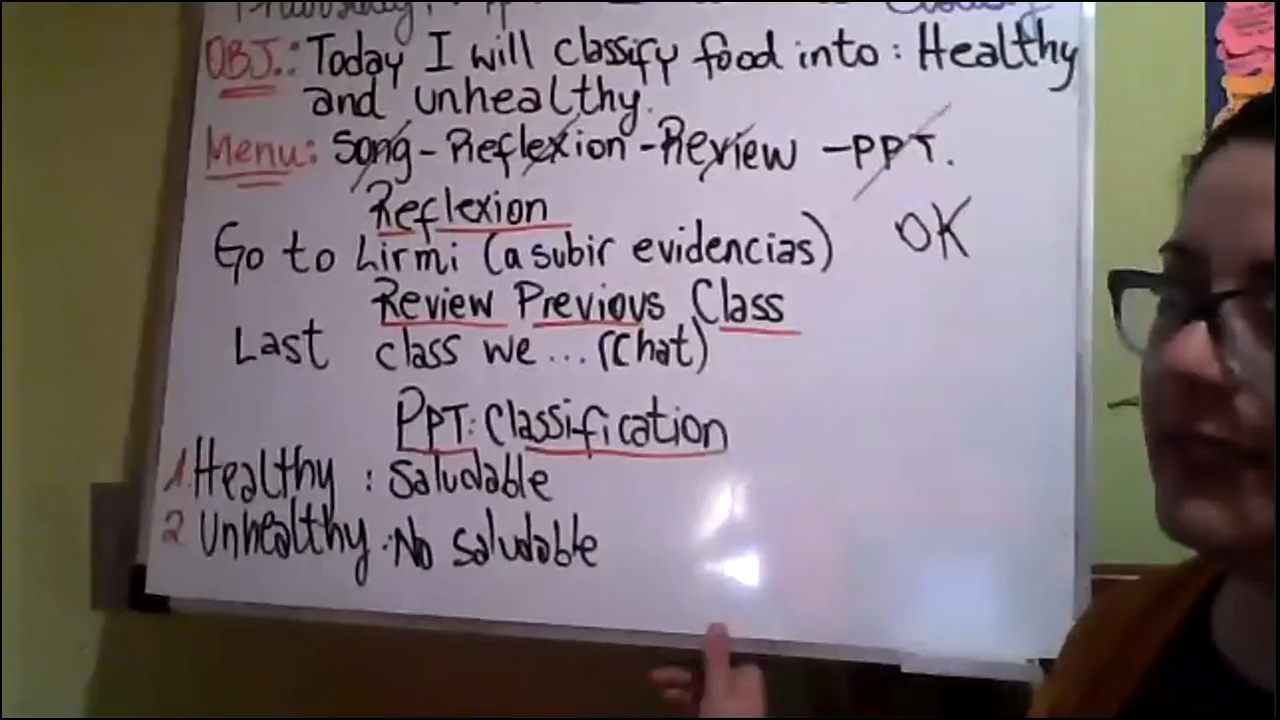 Thursday,
OBJ.: Today I will classify food into: Healthy
and unhealthy.
Menu: Song - Reflexion - Review - PPT.
Reflexion
Go to Lirmi (a subir evidencias) OK
Review Previous Class
Last class we ... (Chat)
PPT: Classification
1. Healthy : Saludable
2 Unhealthy : No saludable